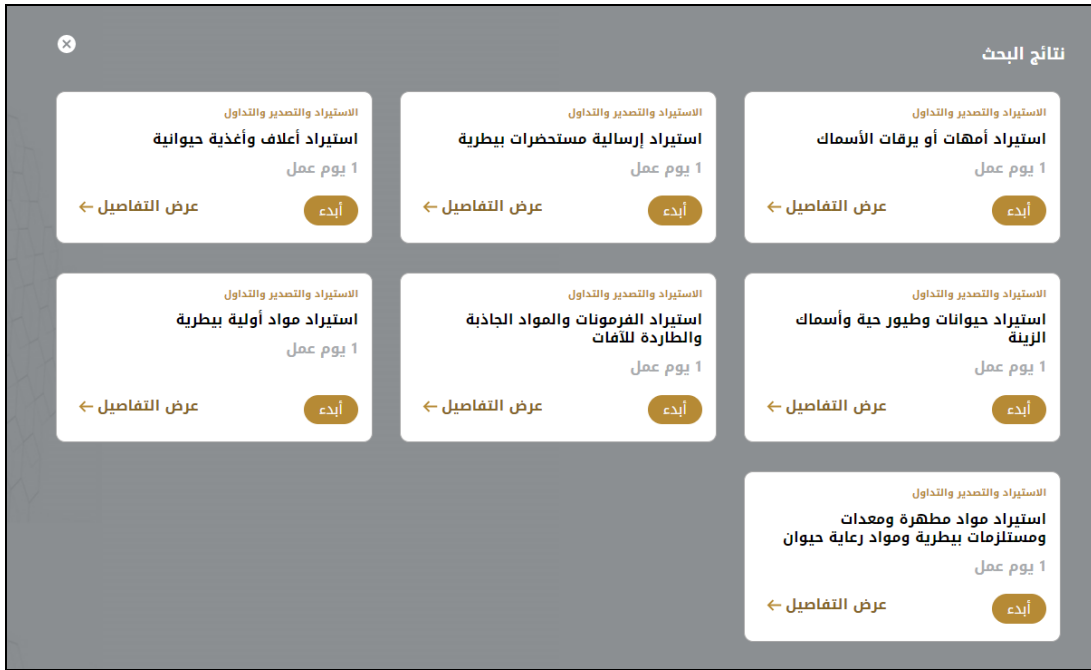 نتائج البحث
الاستيراد والتصدير والتداول
استيراد أمهات أو يرقات الأسماك
1 يوم عمل
أبدء
عرض التفاصيل
الاستيراد والتصدير والتداول
استيراد إرسالية مستحضرات بيطرية
1 يوم عمل
أبدء
عرض التفاصيل
الاستيراد والتصدير والتداول
استيراد أعلاف وأغذية حيوانية
1 يوم عمل
أبدء
عرض التفاصيل
الاستيراد والتصدير والتداول
استيراد حيوانات وطيور حية وأسماك
الزينة
1 يوم عمل
أبدء
عرض التفاصيل
الاستيراد والتصدير والتداول
استيراد الفرمونات والمواد الجاذبة
والطاردة للآفات
1 يوم عمل
أبدء
عرض التفاصيل
الاستيراد والتصدير والتداول
استيراد مواد أولية بيطرية
1 يوم عمل
أبدء
عرض التفاصيل
الاستيراد والتصدير والتداول
استيراد مواد مطهرة ومعدات
ومستلزمات بيطرية ومواد رعاية حيوان
1 يوم عمل
أبدء
عرض التفاصيل